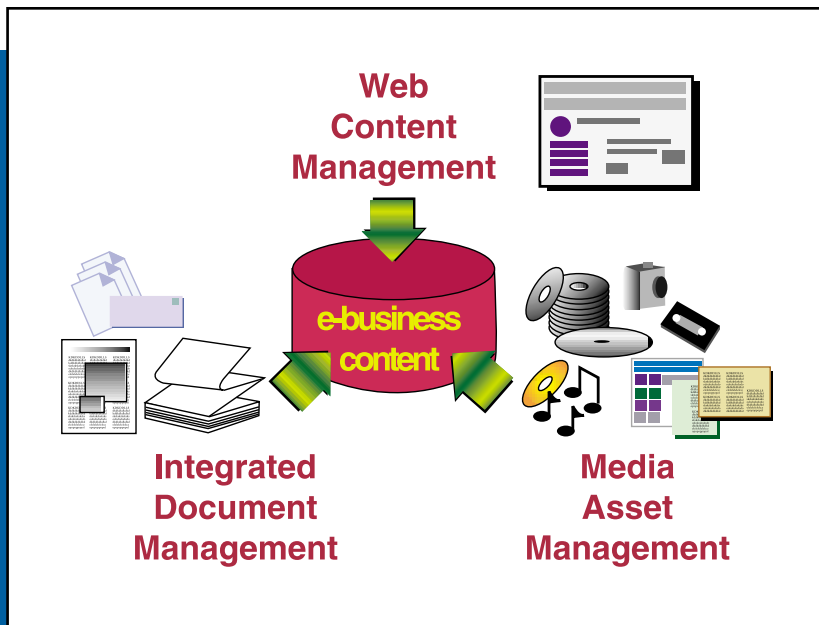 Web
Content
Management
e-business
content
Integrated
Document
Management
Media
Asset
Management